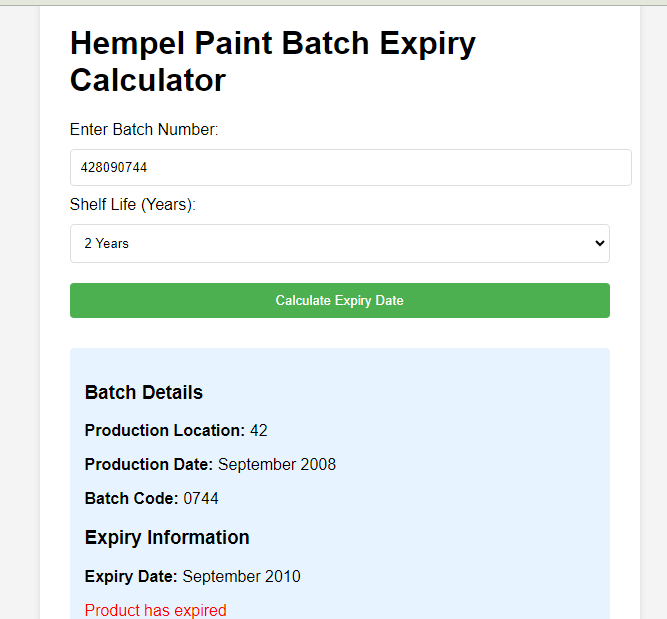 Hempel Paint Batch Expiry
Calculator
Enter Batch Number:
428090744
Shelf Life (Years):
2 Years
Calculate Expiry Date
Batch Details
Production Location: 42
Production Date: September 2008
Batch Code: 0744
Expiry Information
Expiry Date: September 2010
Product has expired